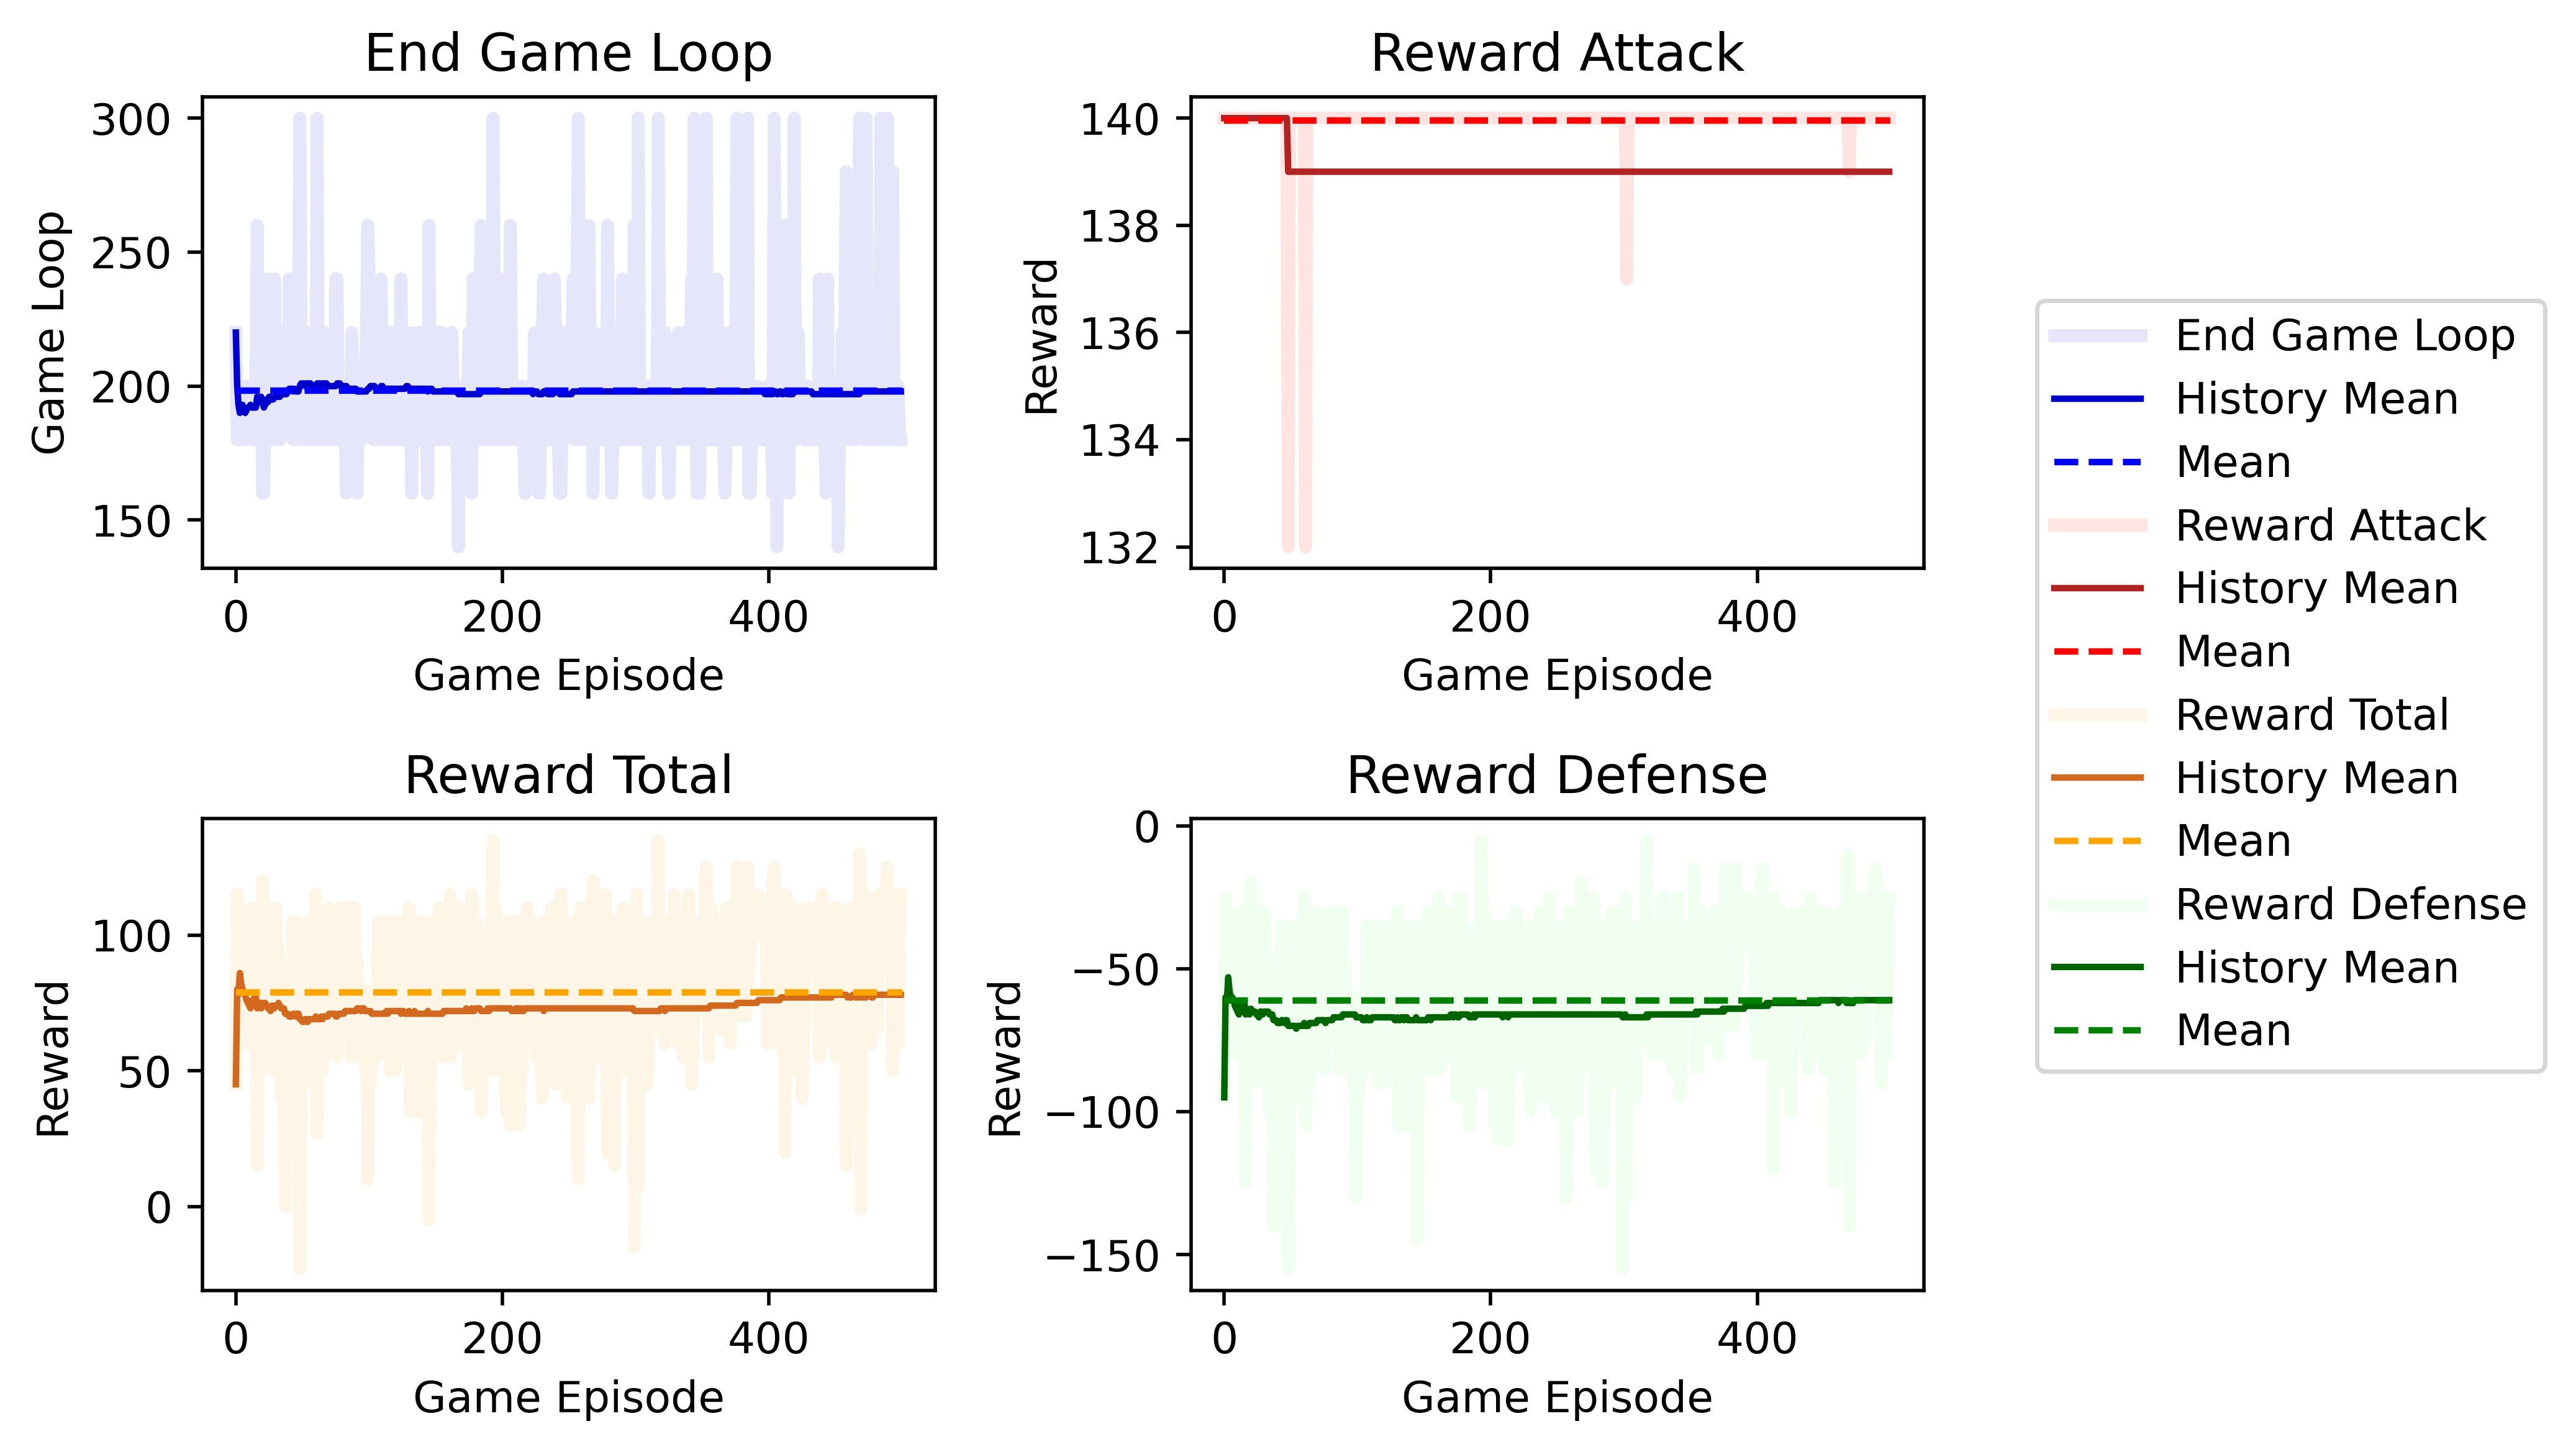 End Game Loop
300
250
200
150
Game Loop
0 200 400
Game Episode
Reward Attack
140
138
136
134
132
Reward
0 200 400
Game Episode
Reward Total
100
50
0
Reward
0 200 400
Game Episode
Reward Defense
0
−50
−100
−150
Reward
0 200 400
Game Episode
End Game Loop
History Mean
Mean
Reward Attack
History Mean
Mean
Reward Total
History Mean
Mean
Reward Defense
History Mean
Mean